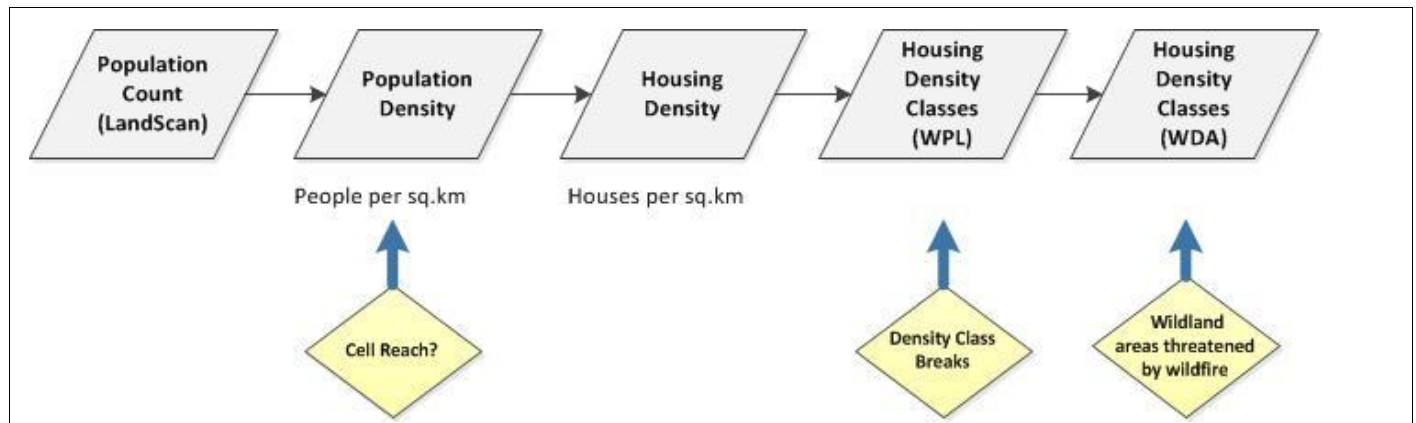 Population
Count
(LandScan)
Population
Density
Housing
Density
Housing
Density
Classes
(WPL)
Housing
Density
Classes
(WDA)
People per sq.km
Houses per sq.km
Cell Reach?
Density Class
Breaks
Wildland
areas threatened
by wildfire